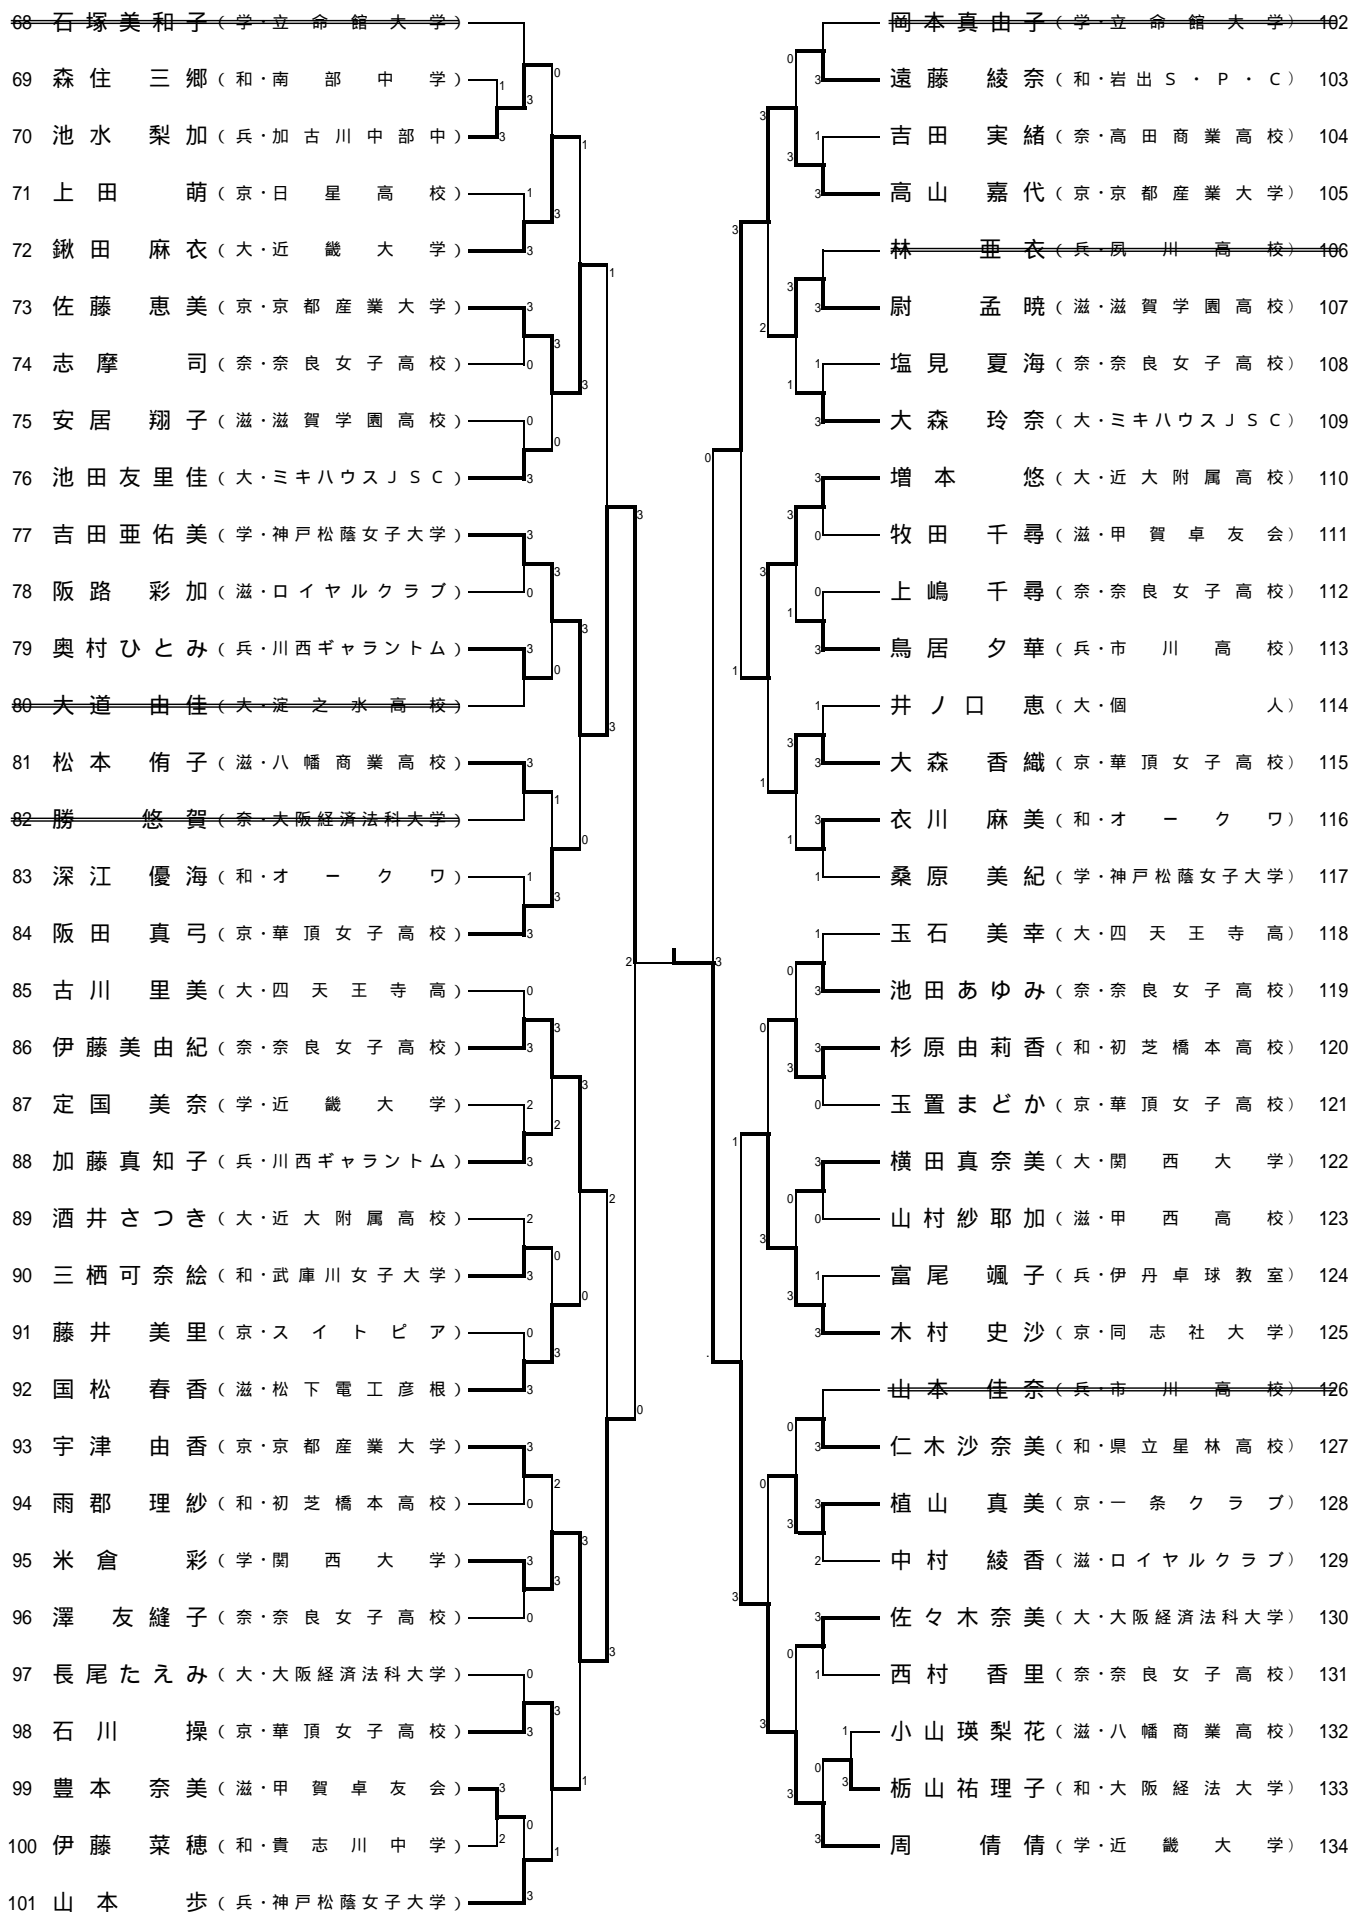 68 石塚美和子 (学・立命館大学)
69 森住三郷 (和・南部中学)
70 池水梨加 (兵・加古川中部中)
71 上田萌 (京・日星高校)
72 鍬田麻衣 (大・近畿大学)
73 佐藤恵美 (京・京都産業大学)
74 志摩司 (奈・奈良女子高校)
75 安居翔子 (滋・滋賀学園高校)
76 池田友里佳 (大・ミキハウスJSC)
77 吉田亜佑美 (学・神戸松蔭女子大学)
78 阪路彩加 (滋・ロイヤルクラブ)
79 奥村ひとみ (兵・川西ギャラントム)
80 大道由佳 (大・淀之水高校)
81 松本侑子 (滋・八幡商業高校)
82 勝悠賀 (奈・大阪経済法科大学)
83 深江優海 (和・オークワ)
84 阪田真弓 (京・華頂女子高校)
85 古川里美 (大・四天王寺高)
86 伊藤美由紀 (奈・奈良女子高校)
87 定国美奈 (学・近畿大学)
88 加藤真知子 (兵・川西ギャラントム)
89 酒井さつき (大・近大附属高校)
90 三栖可奈絵 (和・武庫川女子大学)
91 藤井美里 (京・スイトピア)
92 国松春香 (滋・松下電工彦根)
93 宇津由香 (京・京都産業大学)
94 雨郡理紗 (和・初芝橋本高校)
95 米倉彩 (学・関西大学)
96 澤友縫子 (奈・奈良女子高校)
97 長尾たえみ (大・大阪経済法科大学)
98 石川操 (京・華頂女子高校)
99 豊本奈美 (滋・甲賀卓友会)
100 伊藤菜穂 (和・貴志川中学)
101 山本歩 (兵・神戸松蔭女子大学)
岡本真由子 (学・立命館大学) 102
遠藤綾奈 (和・岩出S・P・C) 103
吉田実緒 (奈・高田商業高校) 104
高山嘉代 (京・京都産業大学) 105
林亜衣 (兵・夙川高校) 106
尉孟暁 (滋・滋賀学園高校) 107
塩見夏海 (奈・奈良女子高校) 108
大森玲奈 (大・ミキハウスJSC) 109
増本悠 (大・近大附属高校) 110
牧田千尋 (滋・甲賀卓友会) 111
上嶋千尋 (奈・奈良女子高校) 112
鳥居夕華 (兵・市川高校) 113
井ノ口恵 (大・個人) 114
大森香織 (京・華頂女子高校) 115
衣川麻美 (和・オークワ) 116
桑原美紀 (学・神戸松蔭女子大学) 117
玉石美幸 (大・四天王寺高) 118
池田あゆみ (奈・奈良女子高校) 119
杉原由莉香 (和・初芝橋本高校) 120
玉置まどか (京・華頂女子高校) 121
横田真奈美 (大・関西大学) 122
山村紗耶加 (滋・甲西高校) 123
富尾颯子 (兵・伊丹卓球教室) 124
木村史沙 (京・同志社大学) 125
山本佳奈 (兵・市川高校) 126
仁木沙奈美 (和・県立星林高校) 127
植山真美 (京・一条クラブ) 128
中村綾香 (滋・ロイヤルクラブ) 129
佐々木奈美 (大・大阪経済法科大学) 130
西村香里 (奈・奈良女子高校) 131
小山瑛梨花 (滋・八幡商業高校) 132
栃山祐理子 (和・大阪経法大学) 133
周倩倩 (学・近畿大学) 134